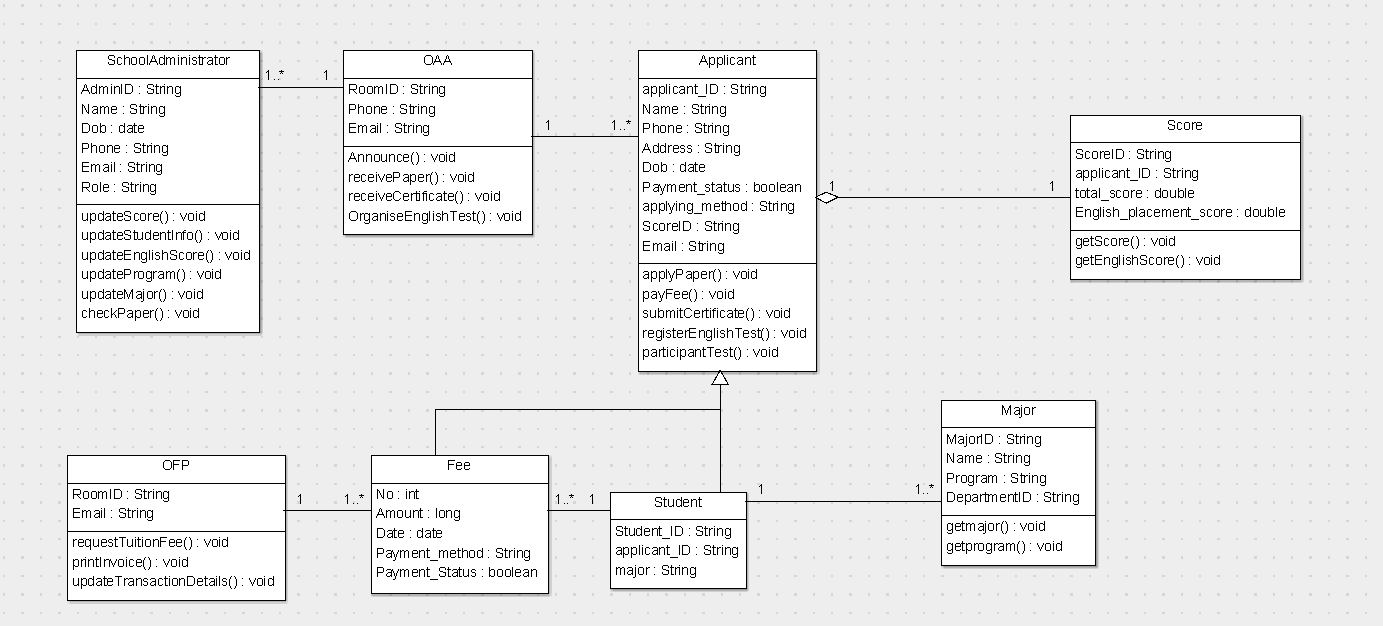 SchoolAdministrator
AdminID : String
Name : String
Dob : date
Phone : String
Email : String
Role : String
updateScore() : void
updateStudentInfo() : void
updateEnglishScore() : void
updateProgram() : void
updateMajor() : void
checkPaper() : void
1..*
1
OAA
RoomID : String
Phone : String
Email : String
Announce() : void
receivePaper() : void
receiveCertificate() : void
OrganiseEnglishTest() : void
1
1..*
Applicant
applicant_ID : String
Name : String
Phone : String
Address : String
Dob : date
Payment_status : boolean
applying_method : String
ScoreID : String
Email : String
applyPaper() : void
payFee() : void
submitCertificate() : void
registerEnglishTest() : void
participantTest() : void
1
1
Score
ScoreID : String
applicant_ID : String
total_score : double
English_placement_score : double
getScore() : void
getEnglishScore() : void
OFP
RoomID : String
Email : String
requestTuitionFee() : void
printInvoice() : void
updateTransactionDetails() : void
1
1..*
Fee
No : int
Amount : long
Date : date
Payment_method : String
Payment_Status : boolean
1..*
1
Student
Student_ID : String
applicant_ID : String
major : String
1
1..*
Major
MajorID : String
Name : String
Program : String
DepartmentID : String
getmajor() : void
getprogram() : void